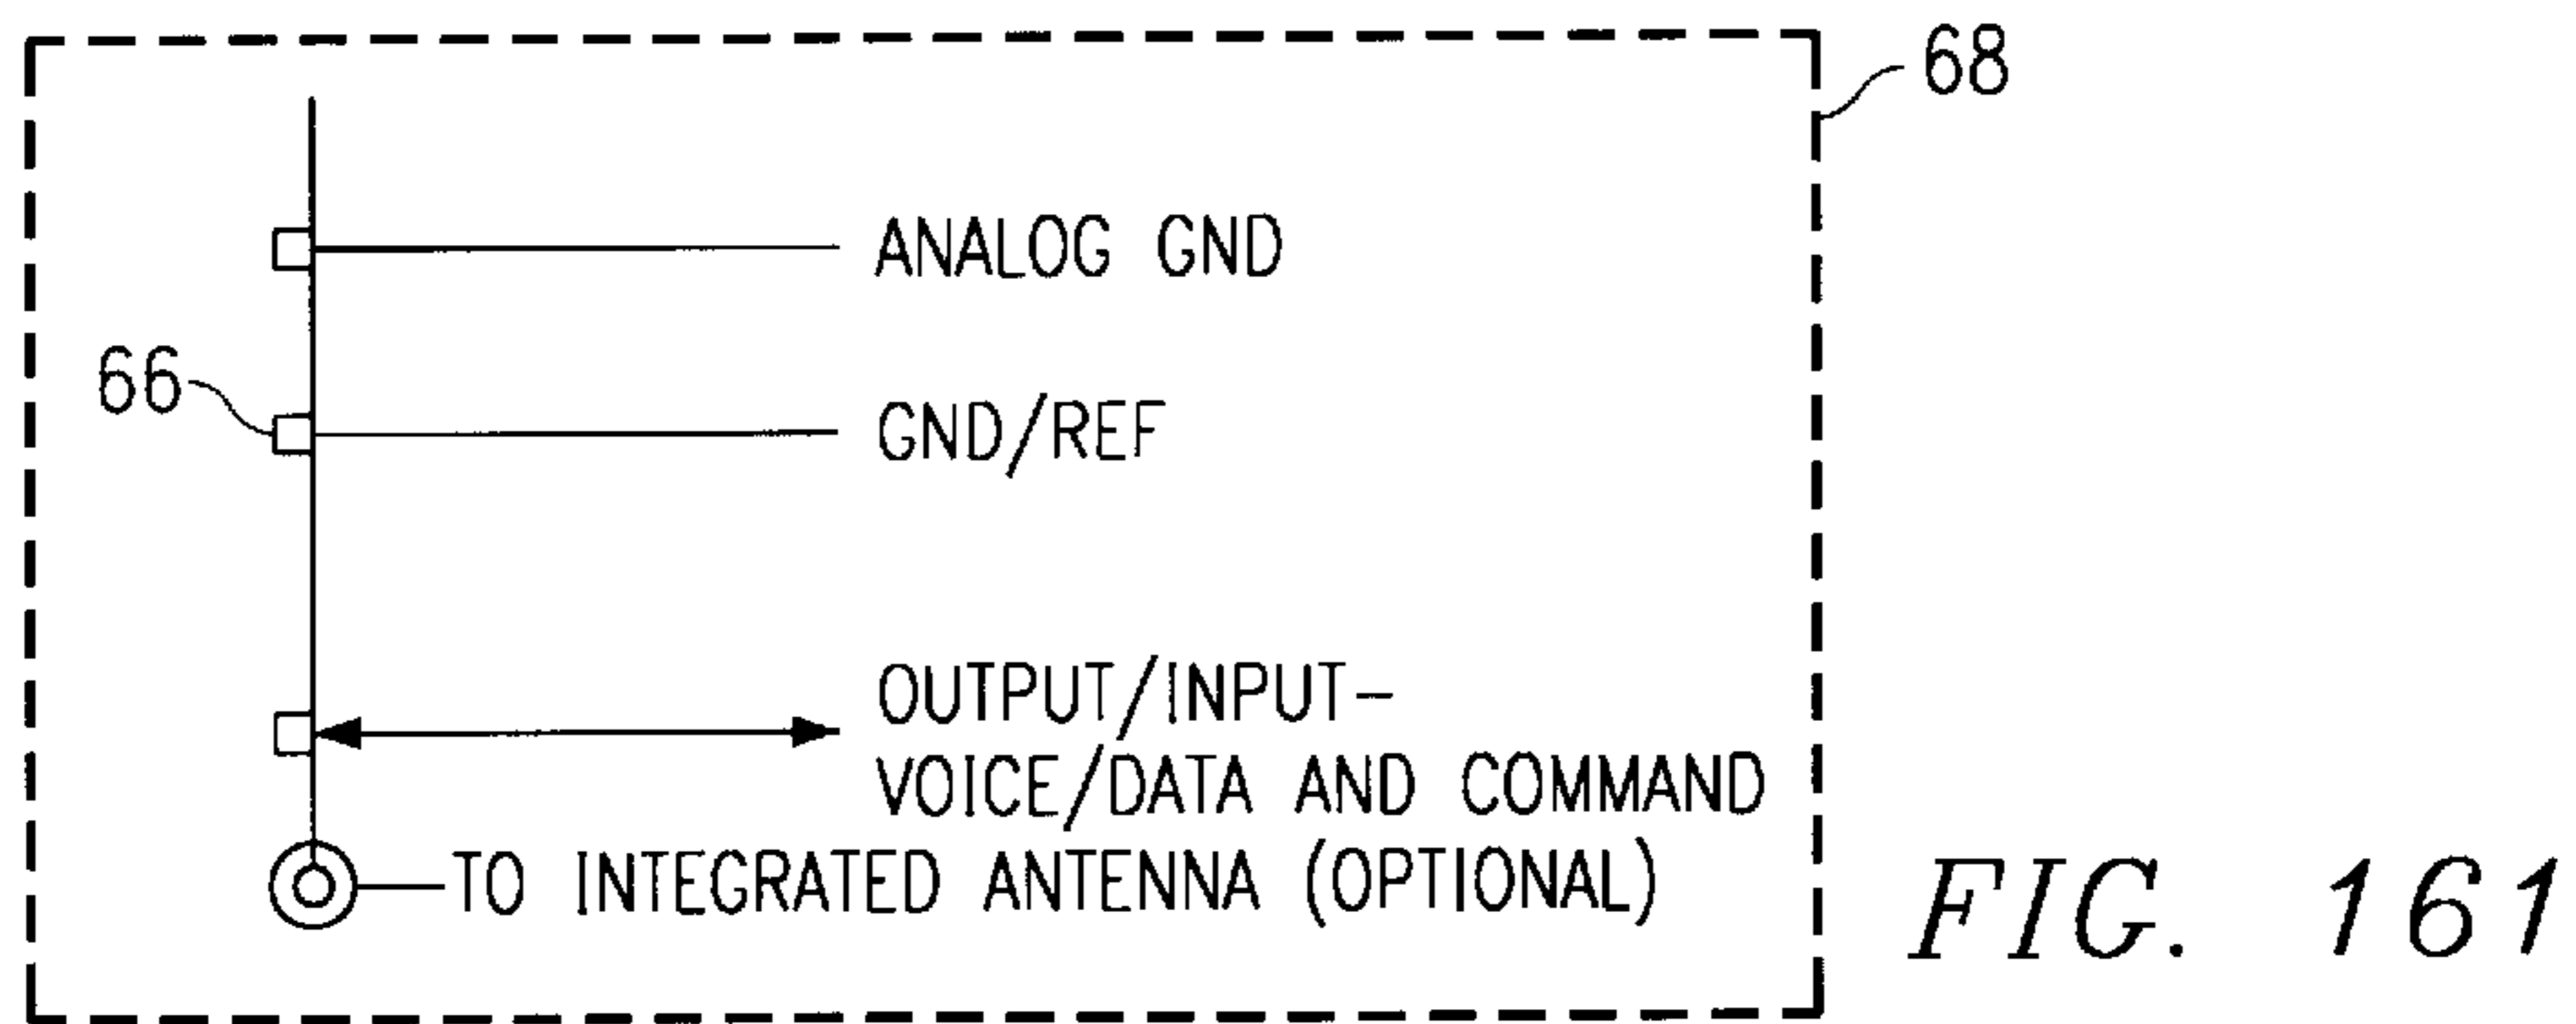 68
ANALOG GND
66
GND/REF
OUTPUT/INPUT-
VOICE/DATA AND COMMAND
TO INTEGRATED ANTENNA (OPTIONAL)
FIG. 161